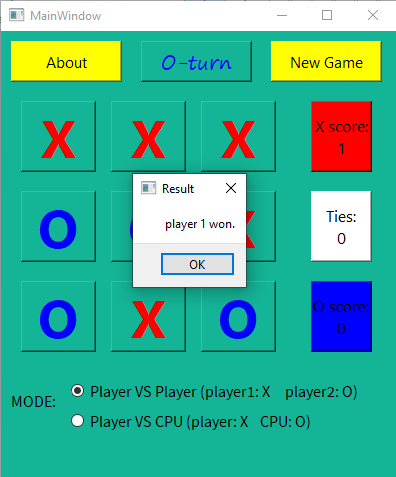 MainWindow
About
O-turn
New Game
X X X
X score:
1
Result
player 1 won.
OK
O O X
Ties:
0
O X O
O score:
0
MODE:
Player VS Player (player1: X player2: O)
Player VS CPU (player: X CPU: O)